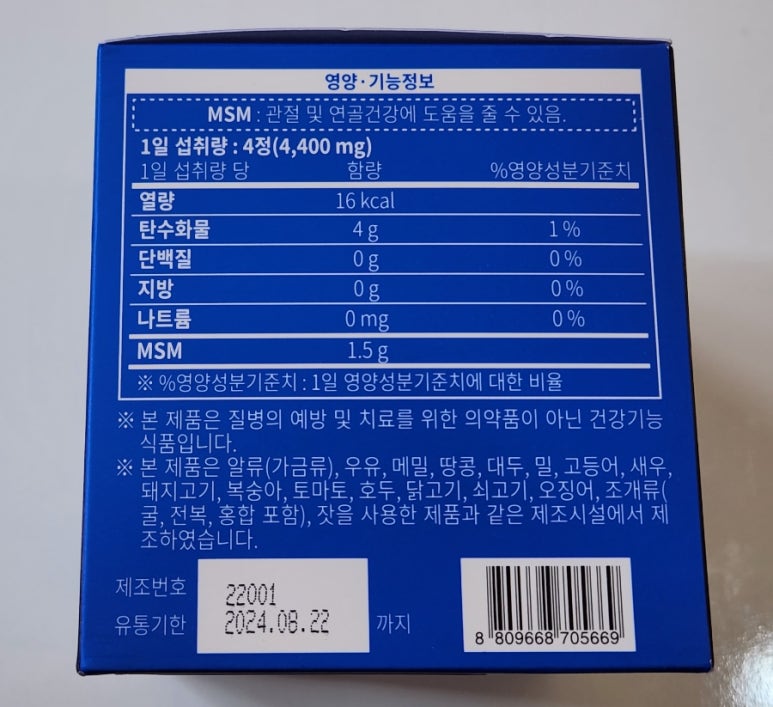 영양·기능정보
MSM : 관절 및 연골건강에 도움을 줄 수 있음.
1일 섭취량 : 4정(4,400 mg)
1일 섭취량 당 함량 %영양성분기준치
열량 16 kcal
탄수화물 4 g 1 %
단백질 0 g 0 %
지방 0 g 0 %
나트륨 0 mg 0 %
MSM 1.5 g
※ %영양성분기준치 : 1일 영양성분기준치에 대한 비율
※ 본 제품은 질병의 예방 및 치료를 위한 의약품이 아닌 건강기능
식품입니다.
※ 본 제품은 알류(가금류), 우유, 메밀, 땅콩, 대두, 밀, 고등어, 새우,
돼지고기, 복숭아, 토마토, 호두, 닭고기, 쇠고기, 오징어, 조개류(
굴, 전복, 홍합 포함), 잣을 사용한 제품과 같은 제조시설에서 제
조하였습니다.
제조번호 22001
유통기한 2024.08.22 까지
8 809668 705669